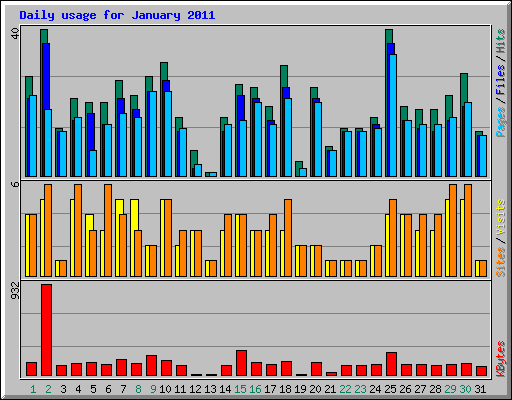 Daily usage for January 2011
40
Pages / Files / Hits
6
Sites / Visits
932
KBytes
1 2 3 4 5 6 7 8 9 10 11 12 13 14 15 16 17 18 19 20 21 22 23 24 25 26 27 28 29 30 31